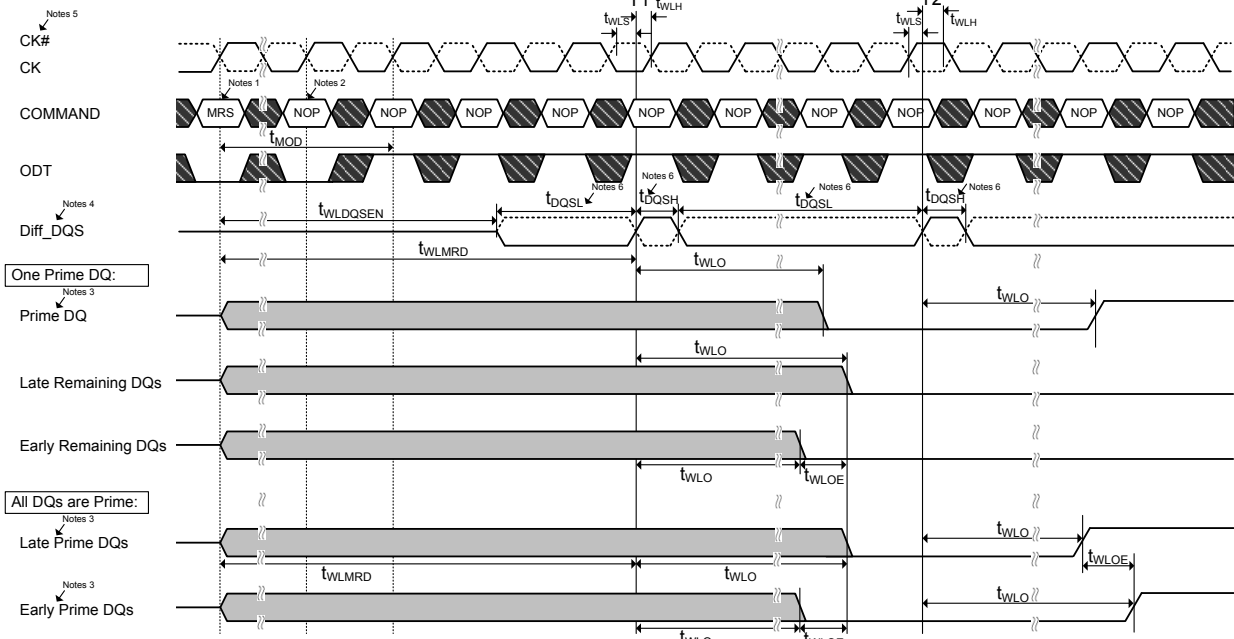 T1 tWLH T2
tWLS tWLS tWLH
Notes 5
CK#
CK
Notes 1 Notes 2
COMMAND MRS NOP NOP NOP NOP NOP NOP NOP NOP NOP NOP NOP NOP
tMOD
ODT
Notes 6 Notes 6 Notes 6 Notes 6
tDQSL tDQSH tDQSL tDQSH
Notes 4
tWLDQSEN
Diff_DQS
tWLMRD
tWLO
One Prime DQ:
Notes 3
tWLO
Prime DQ
tWLO
Late Remaining DQs
Early Remaining DQs
tWLO tWLOE
All DQs are Prime:
Notes 3
tWLO
Late Prime DQs
tWLOE
tWLMRD tWLO
Notes 3
tWLO
Early Prime DQs
tWLO tWLOE